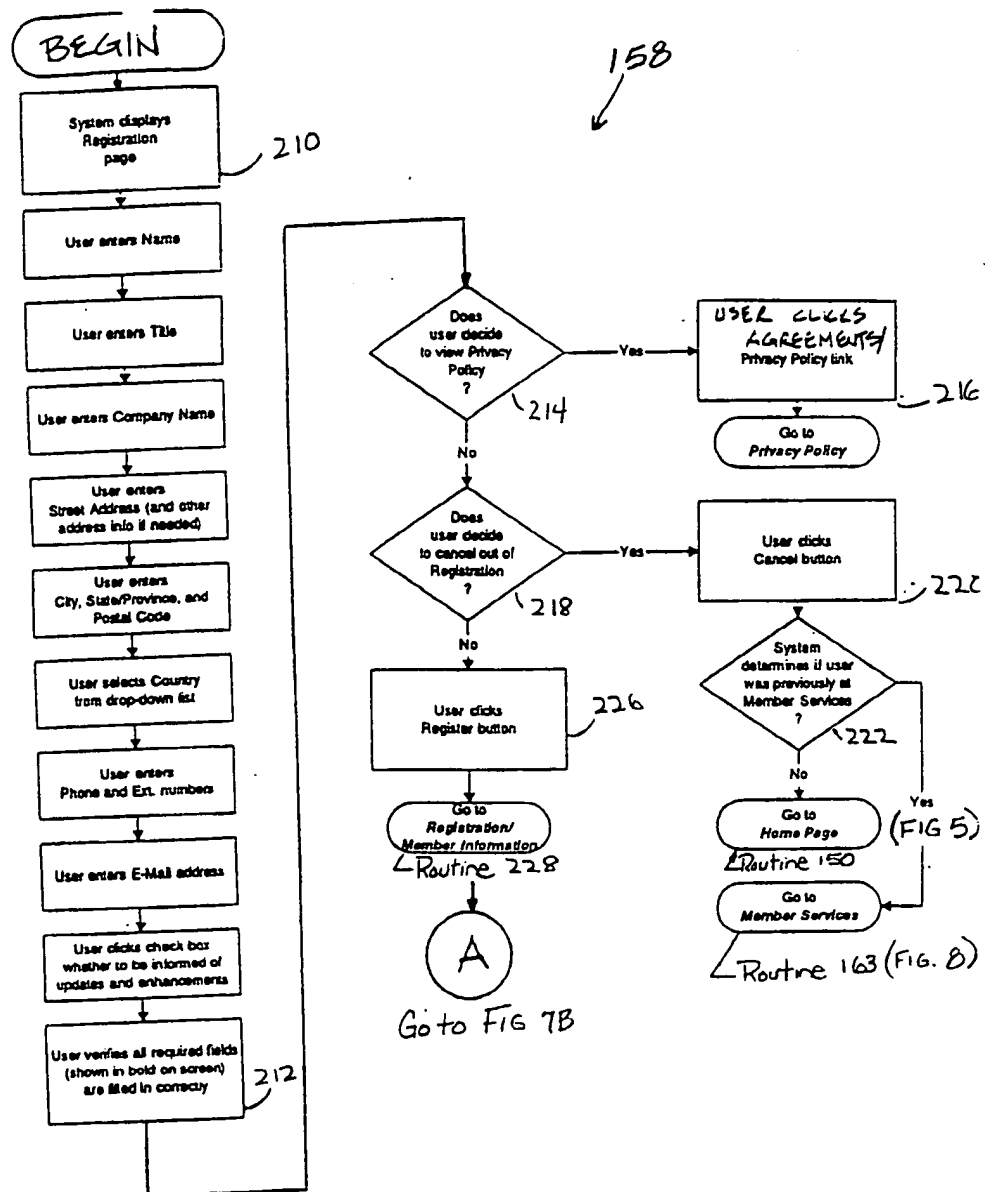 BEGIN
158
System displays
Registration
page
210
User enters Name
User enters Title
User enters Company Name
User enters
Street Address (and other
address info if needed)
User enters
City, State/Province, and
Postal Code
User selects Country
from drop-down list
User enters
Phone and Ext. numbers
User enters E-Mail address
User clicks check box
whether to be informed of
updates and enhancements
User verifies all required fields
(shown in bold on screen)
are filled in correctly
212
Does
user decide
to view Privacy
Policy
?
214
Yes
USER CLICKS
AGREEMENTS/
Privacy Policy link
216
Go to
Privacy Policy
No
Does
user decide
to cancel out of
Registration
?
218
Yes
User clicks
Cancel button
220
No
System
determines if user
was previously at
Member Services
?
222
User clicks
Register button
226
No
Yes
Go to
Registration/
Member Information
Routine 228
Go to
Home Page
(FIG 5)
Routine 150
Go to
Member Services
Routine 163 (FIG. 8)
A
Go to FIG 7B